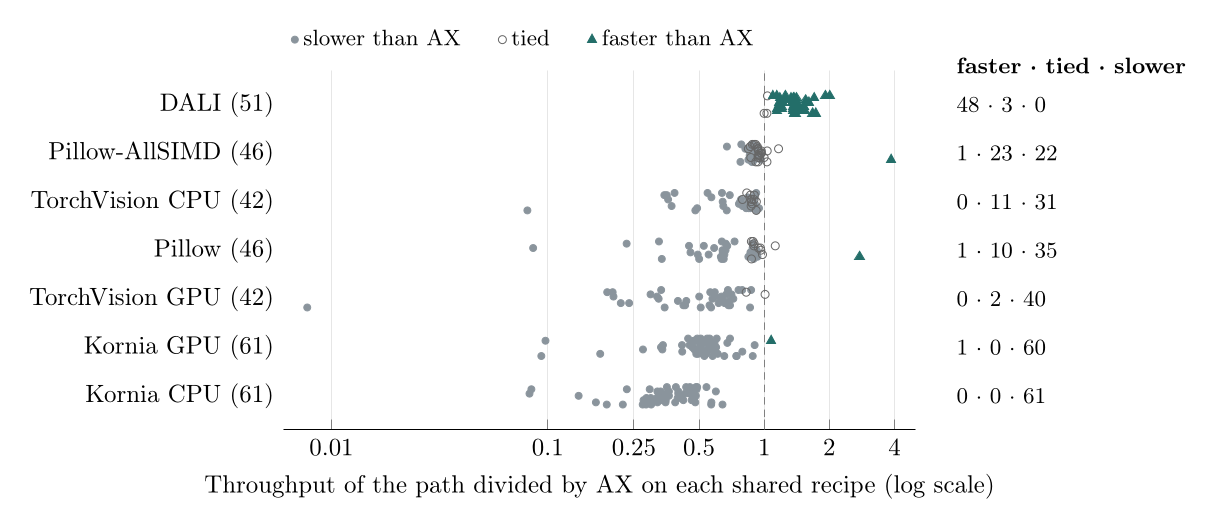 slower than AX tied faster than AX
faster · tied · slower
DALI (51) 48 · 3 · 0
Pillow-AllSIMD (46) 1 · 23 · 22
TorchVision CPU (42) 0 · 11 · 31
Pillow (46) 1 · 10 · 35
TorchVision GPU (42) 0 · 2 · 40
Kornia GPU (61) 1 · 0 · 60
Kornia CPU (61) 0 · 0 · 61
0.01 0.1 0.25 0.5 1 2 4
Throughput of the path divided by AX on each shared recipe (log scale)